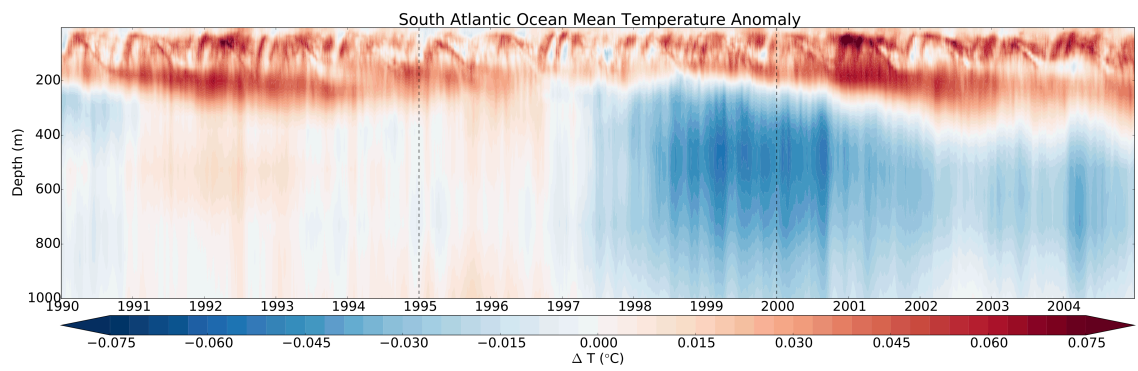 South Atlantic Ocean Mean Temperature Anomaly
Depth (m)
200
400
600
800
1000
1990 1991 1992 1993 1994 1995 1996 1997 1998 1999 2000 2001 2002 2003 2004
−0.075 −0.060 −0.045 −0.030 −0.015 0.000 0.015 0.030 0.045 0.060 0.075
Δ T (°C)